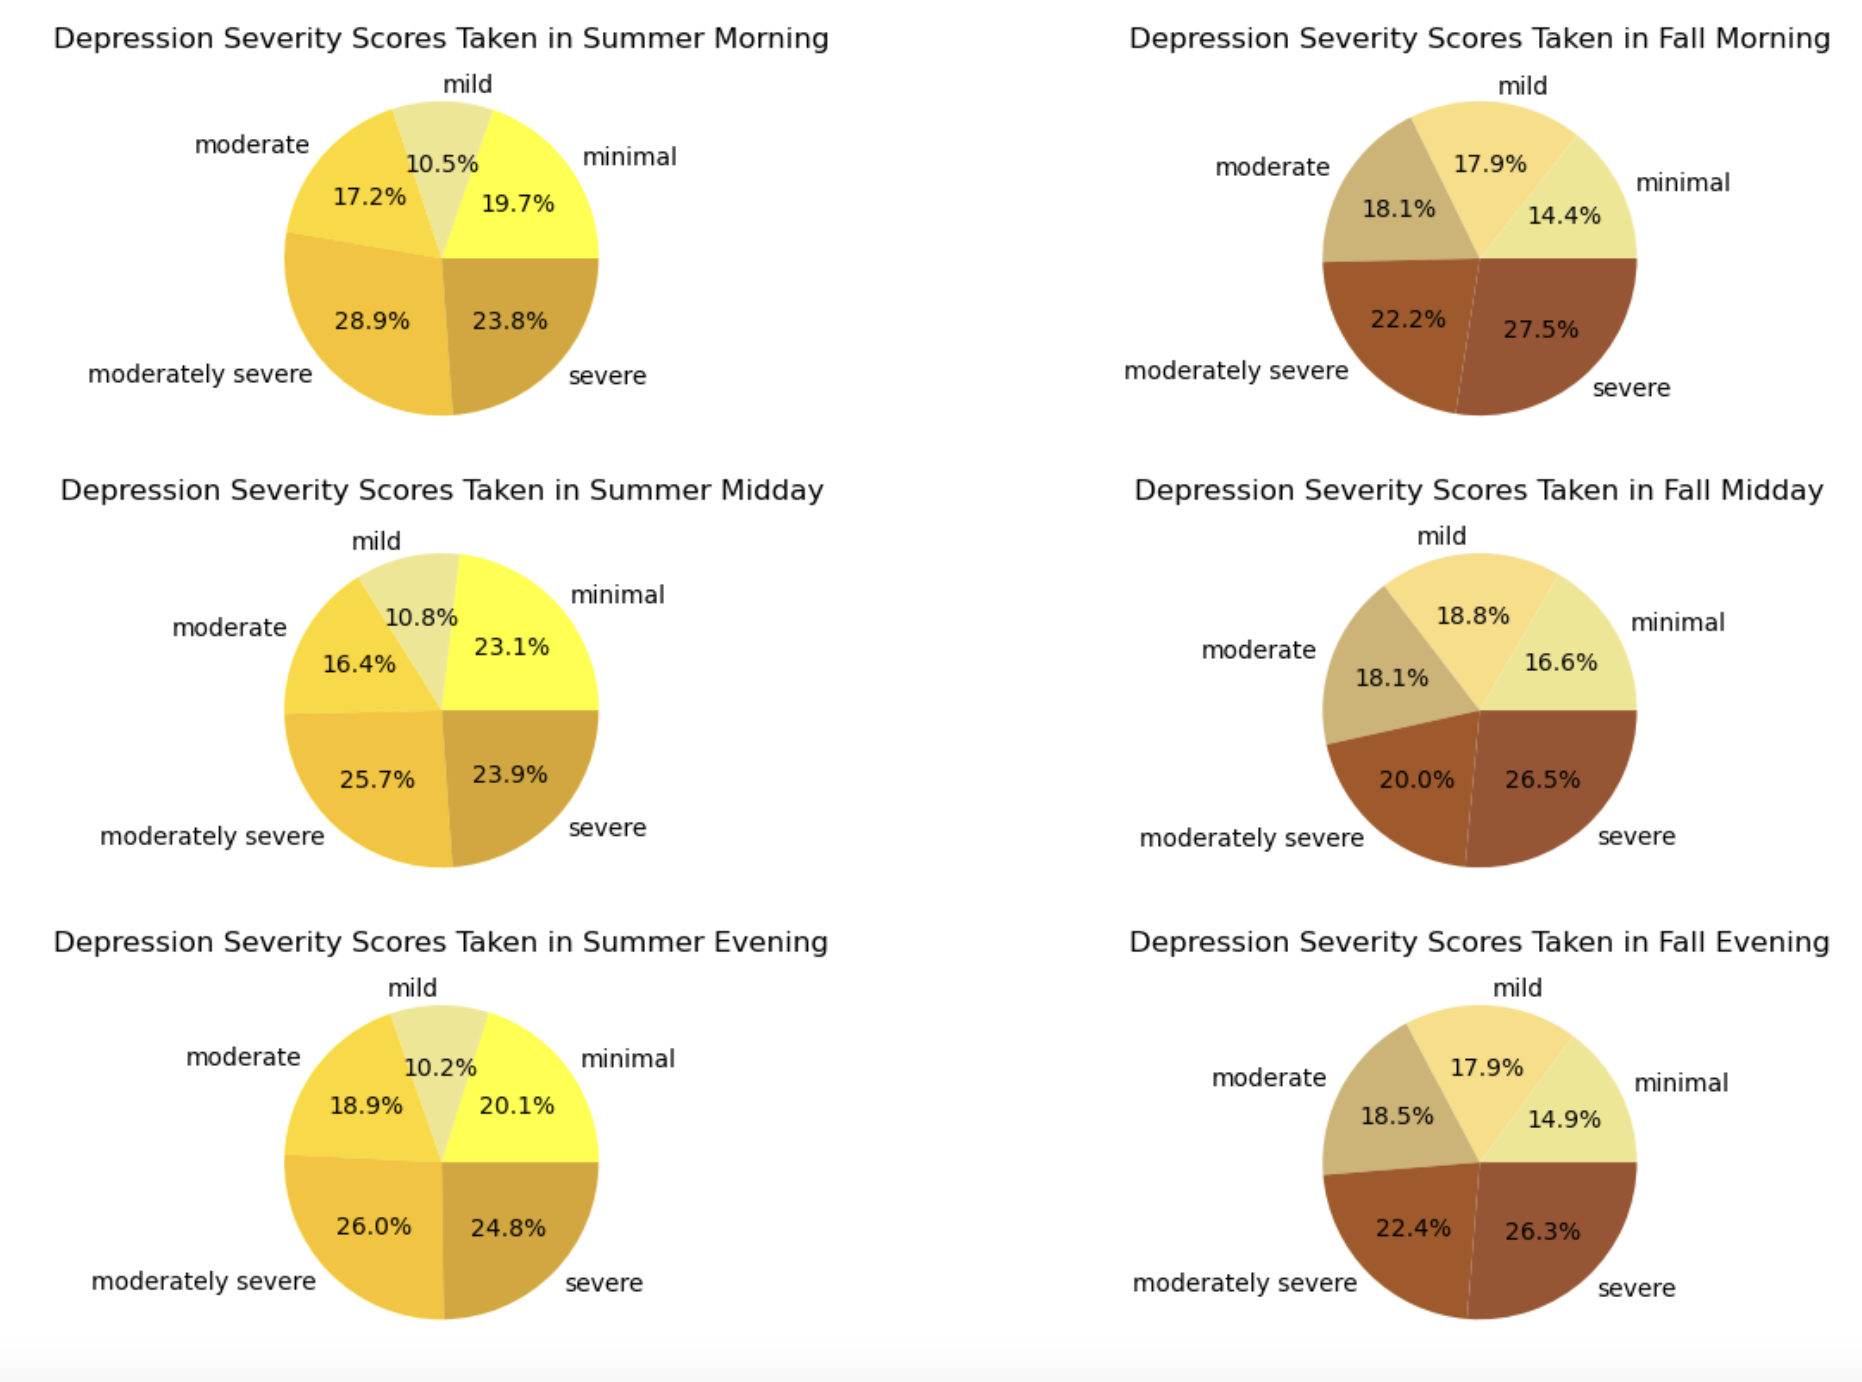 Depression Severity Scores Taken in Summer Morning
mild
moderate
minimal
10.5%
17.2%
19.7%
28.9%
23.8%
moderately severe
severe
Depression Severity Scores Taken in Fall Morning
mild
moderate
minimal
17.9%
18.1%
14.4%
22.2%
27.5%
moderately severe
severe
Depression Severity Scores Taken in Summer Midday
mild
minimal
moderate
10.8%
23.1%
16.4%
25.7%
23.9%
moderately severe
severe
Depression Severity Scores Taken in Fall Midday
mild
minimal
moderate
18.8%
16.6%
18.1%
20.0%
26.5%
moderately severe
severe
Depression Severity Scores Taken in Summer Evening
mild
moderate
minimal
10.2%
18.9%
20.1%
26.0%
24.8%
moderately severe
severe
Depression Severity Scores Taken in Fall Evening
mild
moderate
minimal
17.9%
18.5%
14.9%
22.4%
26.3%
moderately severe
severe